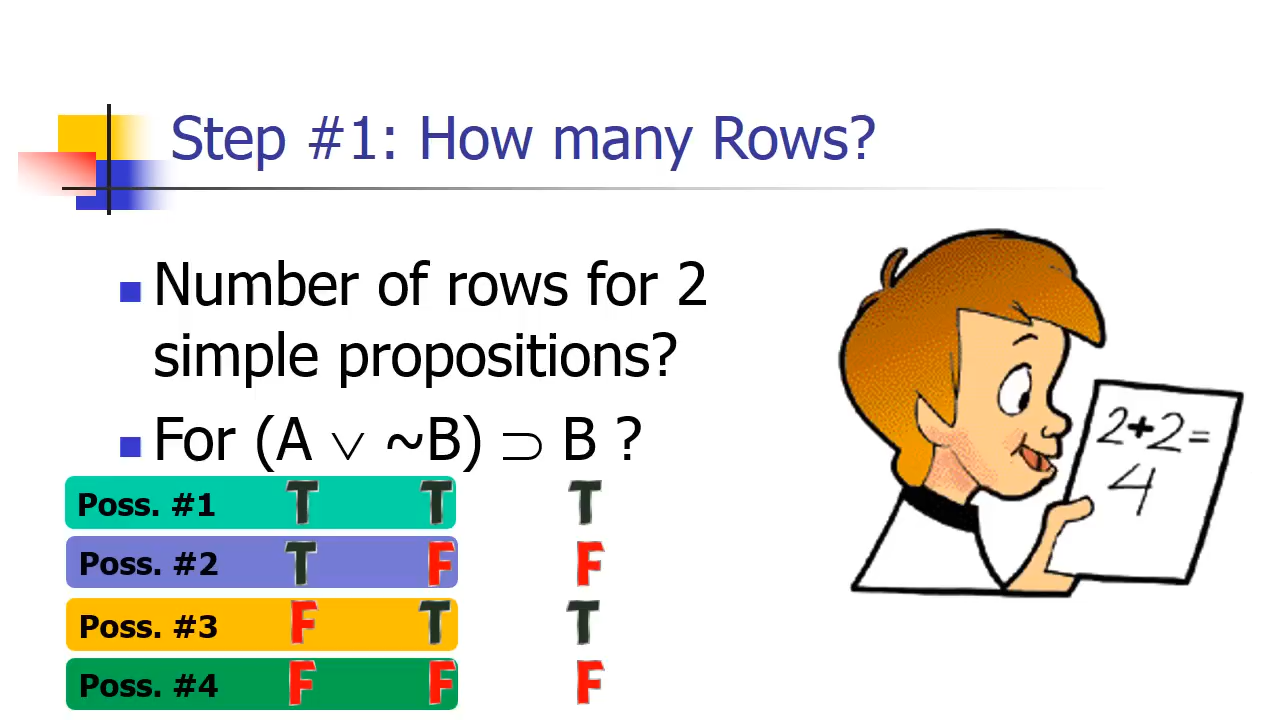 Step #1: How many Rows?
Number of rows for 2
simple propositions?
For (A ∨ ~B) ⊃ B ?
Poss. #1 T T T
Poss. #2 T F F
Poss. #3 F T T
Poss. #4 F F F
2+2=
4